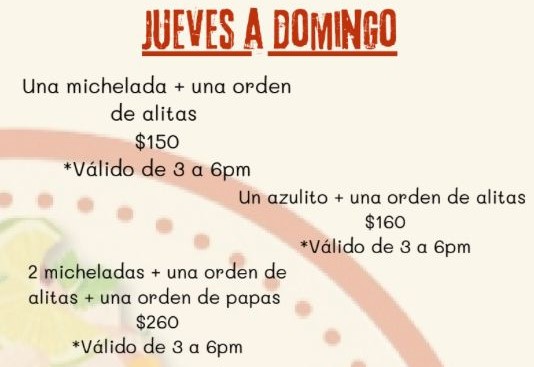 JUEVES A DOMINGO
Una michelada + una orden
de alitas
$150
*Válido de 3 a 6pm
Un azulito + una orden de alitas
$160
*Válido de 3 a 6pm
2 micheladas + una orden de
alitas + una orden de papas
$260
*Válido de 3 a 6pm